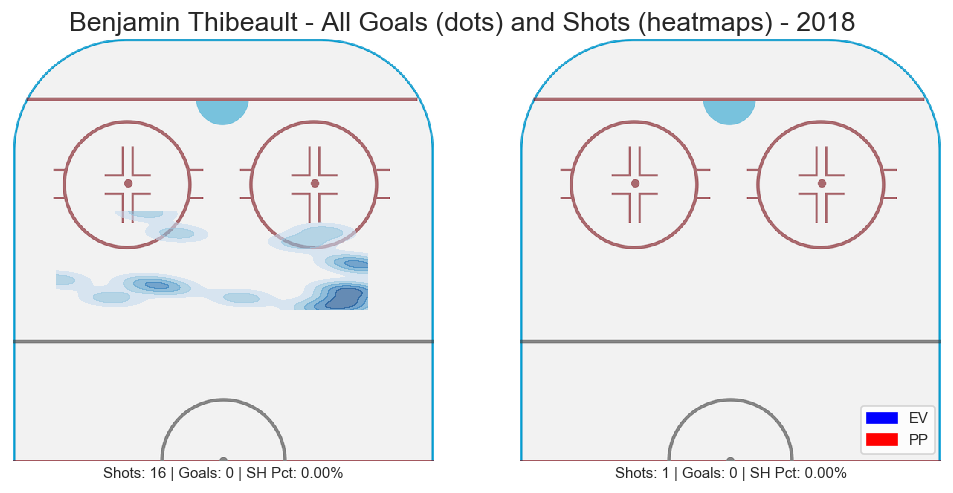 Benjamin Thibeault - All Goals (dots) and Shots (heatmaps) - 2018
EV
PP
Shots: 16 | Goals: 0 | SH Pct: 0.00%
Shots: 1 | Goals: 0 | SH Pct: 0.00%